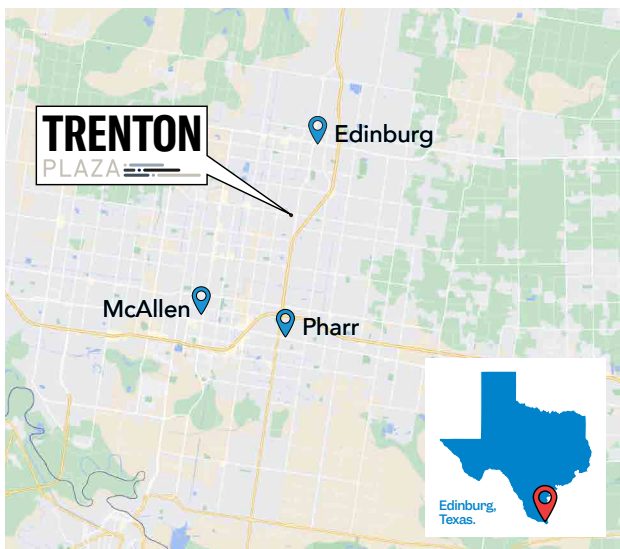 TRENTON
PLAZA
Edinburg
McAllen
Pharr
Edinburg,
Texas.